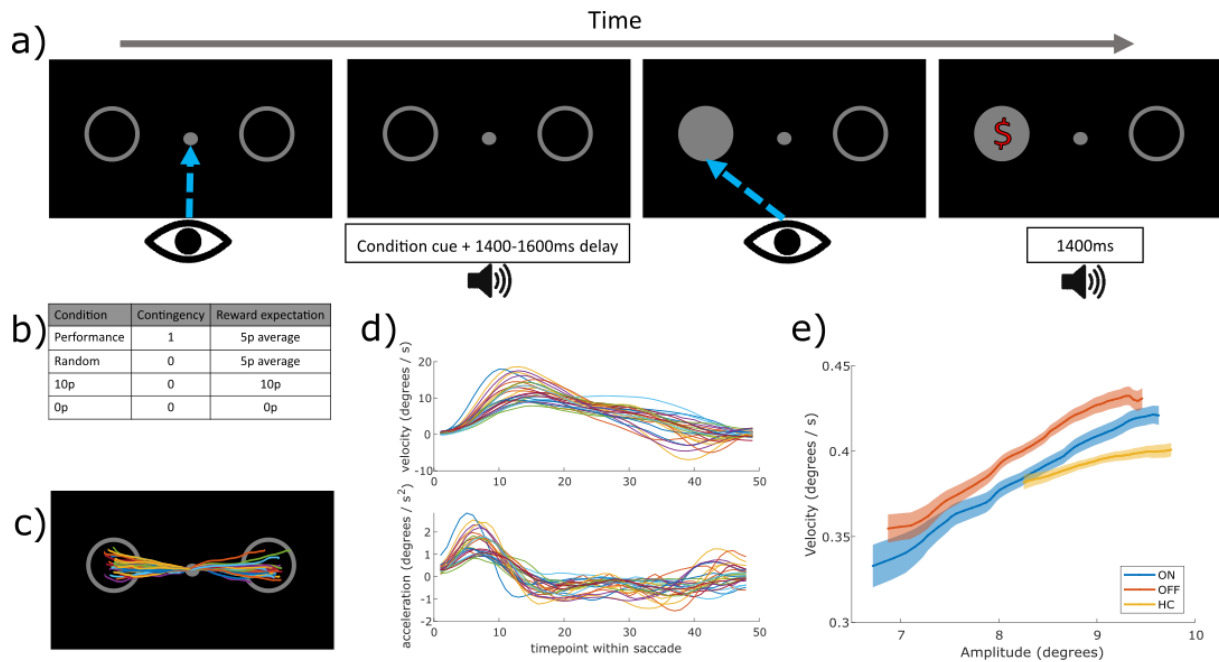 Time
a)
$
Condition cue + 1400-1600ms delay
1400ms
b)
Condition Contingency Reward expectation
Performance 1 5p average
Random 0 5p average
10p 0 10p
0p 0 0p
c)
d)
velocity (degrees / s)
20
10
0
-10
0 10 20 30 40 50
acceleration (degrees / s²)
2
1
0
-1
-2
0 10 20 30 40 50
timepoint within saccade
e)
Velocity (degrees / s)
0.45
0.4
0.35
0.3
7 8 9 10
Amplitude (degrees)
ON
OFF
HC